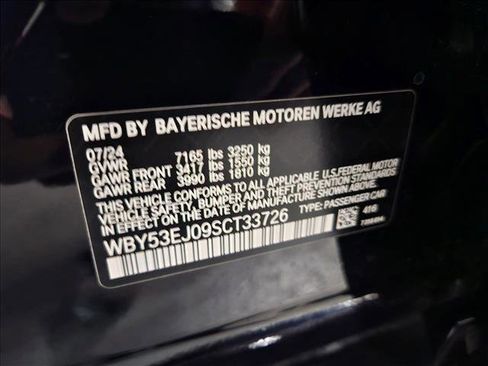 MFD BY BAYERISCHE MOTOREN WERKE AG
07/24
GVWR 7165 lbs 3250 kg
GAWR FRONT 3417 lbs 1550 kg
GAWR REAR 3990 lbs 1810 kg
THIS VEHICLE CONFORMS TO ALL APPLICABLE U.S.FEDERAL MOTOR
VEHICLE SAFETY, BUMPER, AND THEFT PREVENTION STANDARDS
IN EFFECT ON THE DATE OF MANUFACTURE SHOWN ABOVE.
WBY53EJ09SCT33726 TYPE: PASSENGER CAR
416